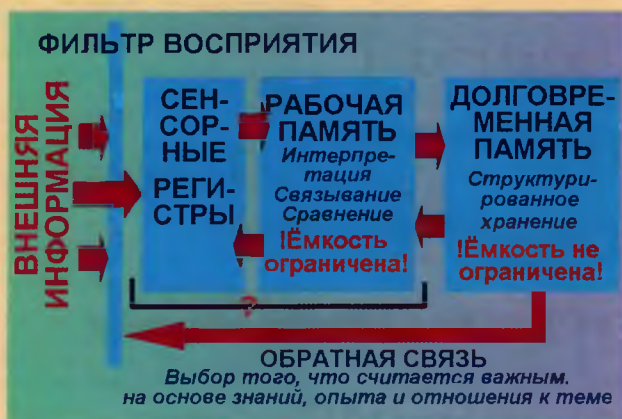 ФИЛЬТР ВОСПРИЯТИЯ
ВНЕШНЯЯ
ИНФОРМАЦИЯ
СЕН-
СОР-
НЫЕ
РЕГИ-
СТРЫ
РАБОЧАЯ
ПАМЯТЬ
Интерпре-
тация
Связывание
Сравнение
!Ёмкость
ограничена!
ДОЛГОВРЕ-
МЕННАЯ
ПАМЯТЬ
Структури-
рованное
хранение
!Ёмкость не
ограничена!
?
ОБРАТНАЯ СВЯЗЬ
Выбор того, что считается важным.
на основе знаний, опыта и отношения к теме